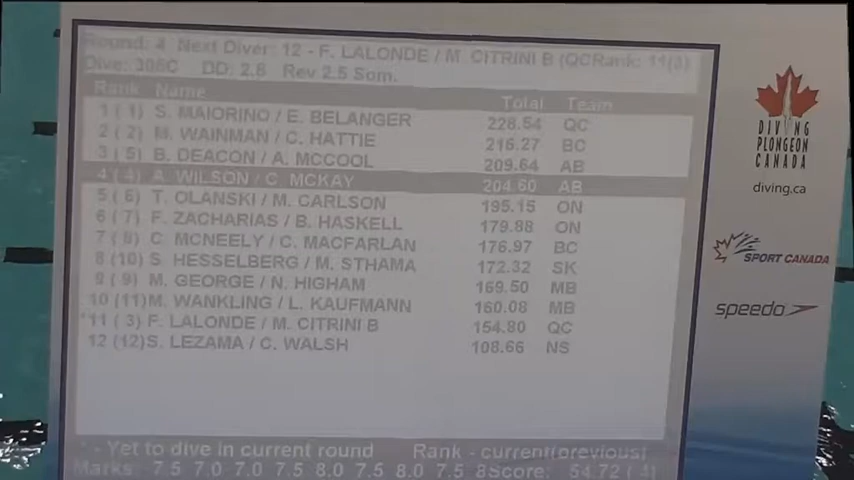 Round: 4 Next Diver: 12 - F. LALONDE / M. CITRINI B (QCRank: 11(3)
Dive: 305C DD: 2.8 Rev 2.5 Som.
Rank Name Total Team
1 ( 1) S. MAIORINO / E. BELANGER 228.54 QC
2 (2) M. WAINMAN / C. HATTIE 216.27 BC
3 (5) B. DEACON / A. MCCOOL 209.64 AB
4 (4) A. WILSON / C. MCKAY 204.60 AB
5 (6) T. OLANSKI / M. CARLSON 195.15 ON
6 (7) F. ZACHARIAS / B. HASKELL 179.88 ON
7 (8) C. MCNEELY / C. MACFARLAN 176.97 BC
8 (10) S. HESSELBERG / M. STHAMA 172.32 SK
9 (9) M. GEORGE / N. HIGHAM 169.50 MB
10 (11)M. WANKLING / L. KAUFMANN 160.08 MB
*11 ( 3) F. LALONDE / M. CITRINI B 154.80 QC
12 (12)S. LEZAMA / C. WALSH 108.66 NS
* - Yet to dive in current round Rank - current(previous)
Marks: 7.5 7.0 7.0 7.5 8.0 7.5 8.0 7.5 8Score: 54.72 ( 4)
DIVING
PLONGEON
CANADA
diving.ca
SPORT CANADA
speedo